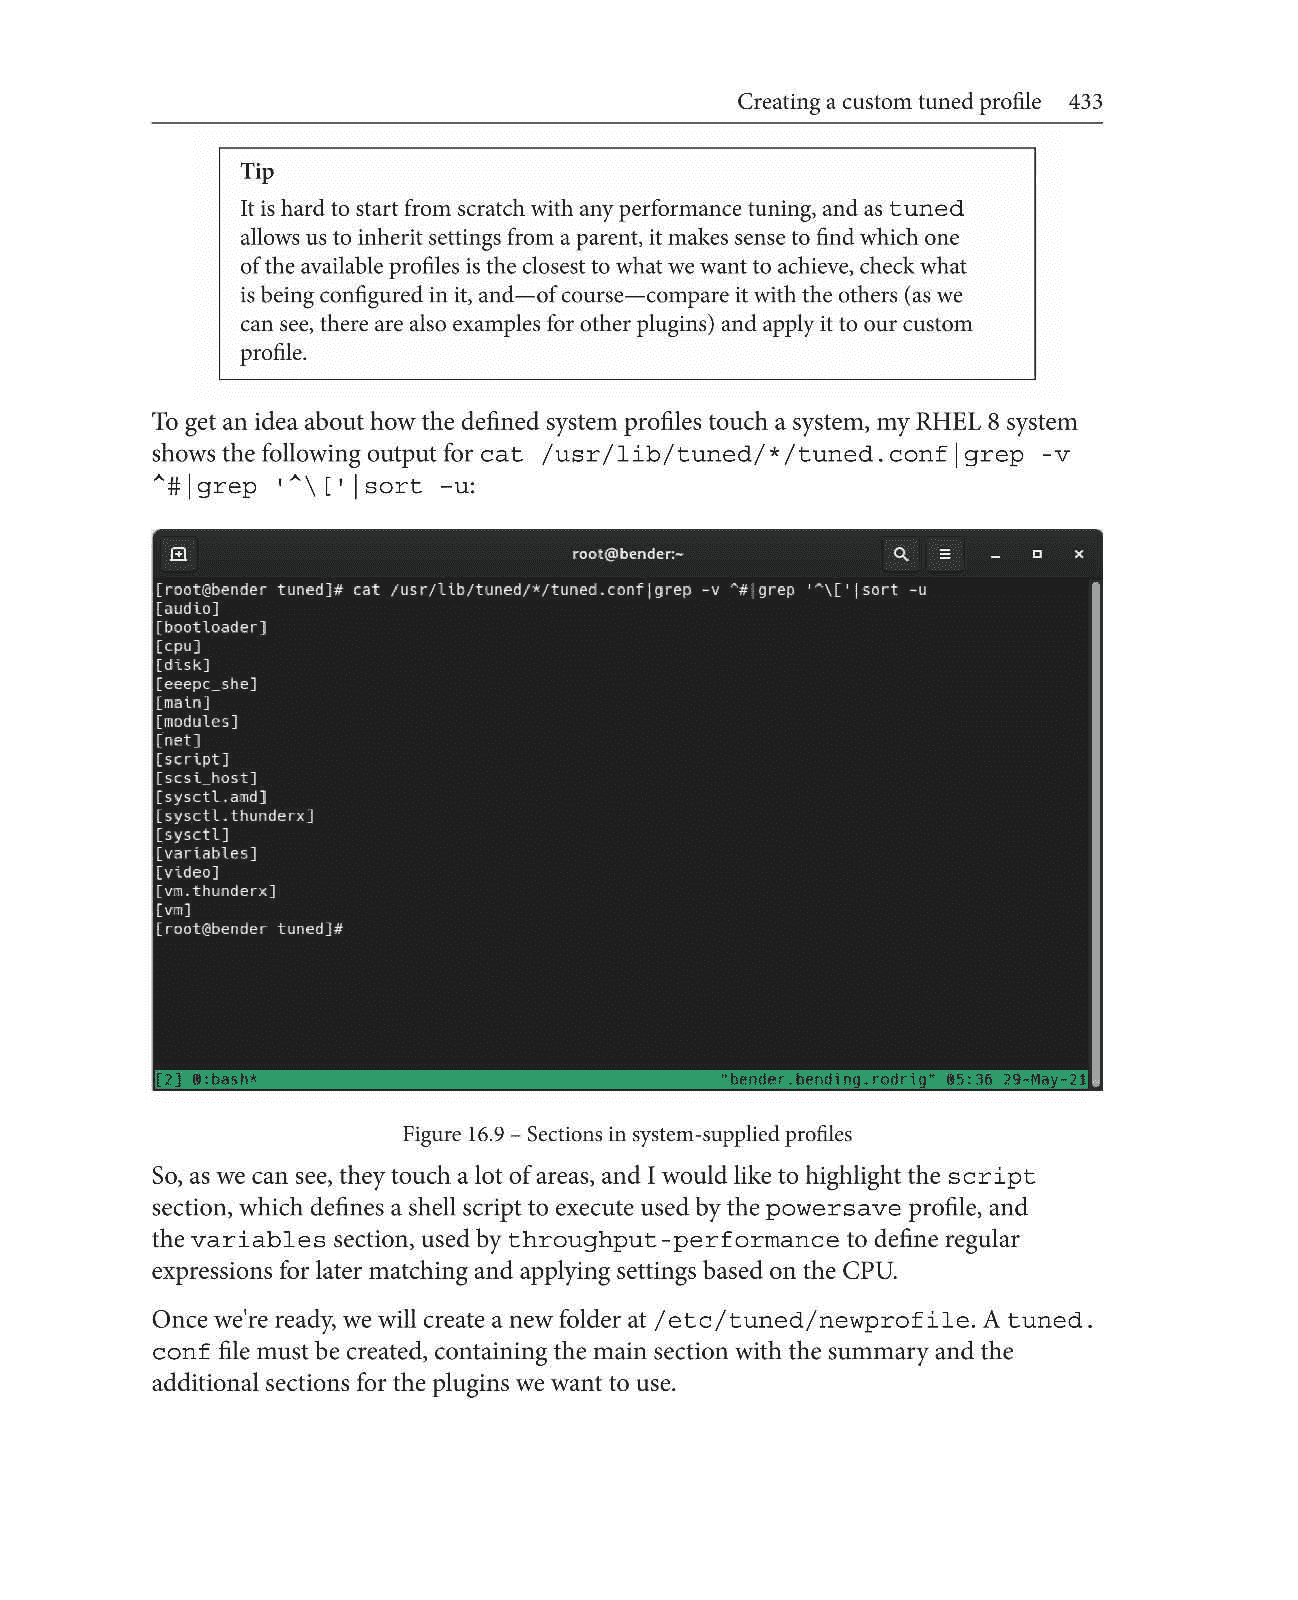 Creating a custom tuned profile 433
Tip
It is hard to start from scratch with any performance tuning, and as tuned
allows us to inherit settings from a parent, it makes sense to find which one
of the available profiles is the closest to what we want to achieve, check what
is being configured in it, and—of course—compare it with the others (as we
can see, there are also examples for other plugins) and apply it to our custom
profile.
To get an idea about how the defined system profiles touch a system, my RHEL 8 system
shows the following output for cat /usr/lib/tuned/*/tuned.conf|grep -v
^#|grep '^\['|sort –u:
root@bender:~
[root@bender tuned]# cat /usr/lib/tuned/*/tuned.conf|grep -v ^#|grep '^\['|sort -u
[audio]
[bootloader]
[cpu]
[disk]
[eeepc_she]
[main]
[modules]
[net]
[script]
[scsi_host]
[sysctl.amd]
[sysctl.thunderx]
[sysctl]
[variables]
[video]
[vm.thunderx]
[vm]
[root@bender tuned]#
[2] 0:bash* "bender.bending.rodrig" 05:36 29-May-21
Figure 16.9 – Sections in system-supplied profiles
So, as we can see, they touch a lot of areas, and I would like to highlight the script
section, which defines a shell script to execute used by the powersave profile, and
the variables section, used by throughput-performance to define regular
expressions for later matching and applying settings based on the CPU.
Once we're ready, we will create a new folder at /etc/tuned/newprofile. A tuned.
conf file must be created, containing the main section with the summary and the
additional sections for the plugins we want to use.